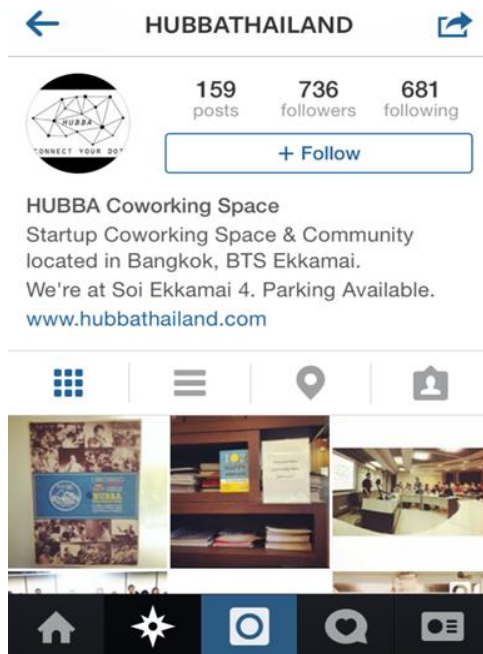 HUBBATHAILAND
159 736 681
posts followers following
HUBBA
CONNECT YOUR DOT
+ Follow
HUBBA Coworking Space
Startup Coworking Space & Community
located in Bangkok, BTS Ekkamai.
We're at Soi Ekkamai 4. Parking Available.
www.hubbathailand.com
HUBBA